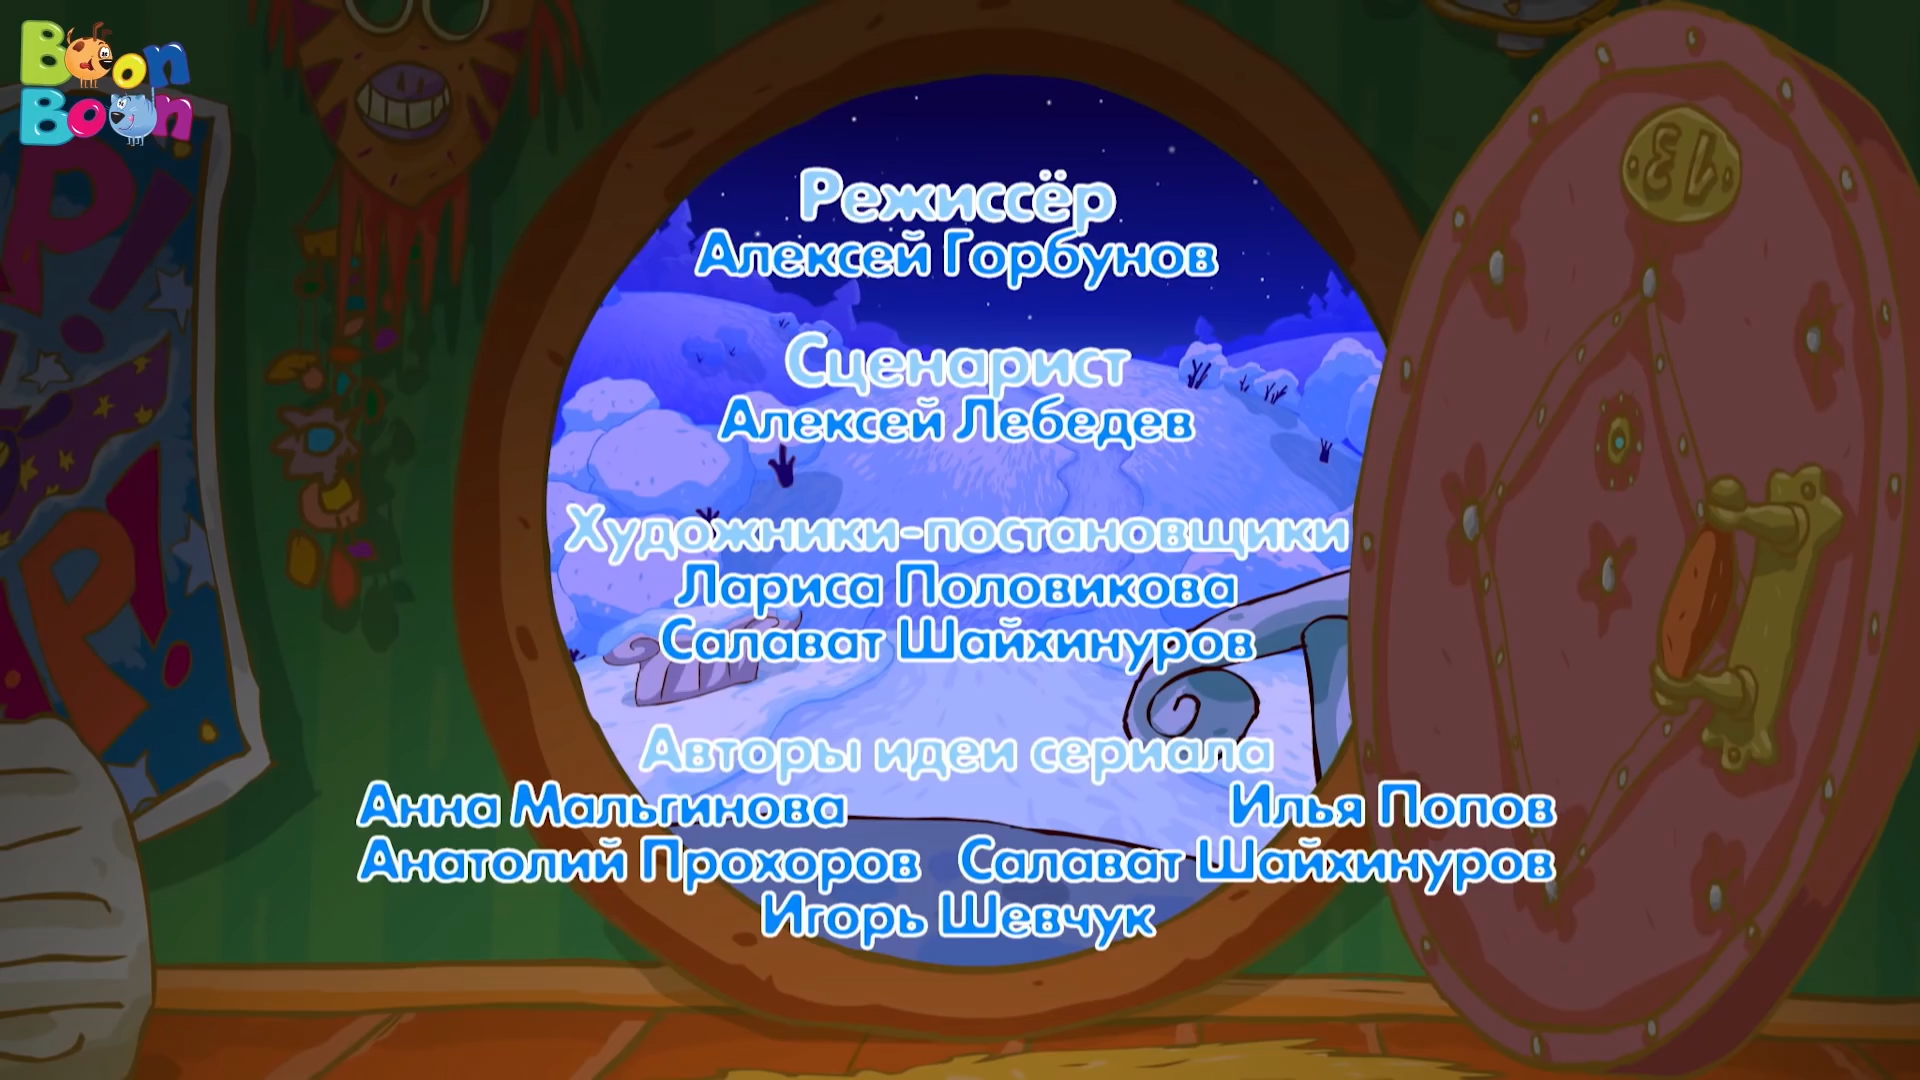 Boon
Boon
Р!
Р!
13
Режиссёр
Алексей Горбунов
Сценарист
Алексей Лебедев
Художники-постановщики
Лариса Половикова
Салават Шайхинуров
Авторы идеи сериала
Анна Мальгинова Илья Попов
Анатолий Прохоров Салават Шайхинуров
Игорь Шевчук